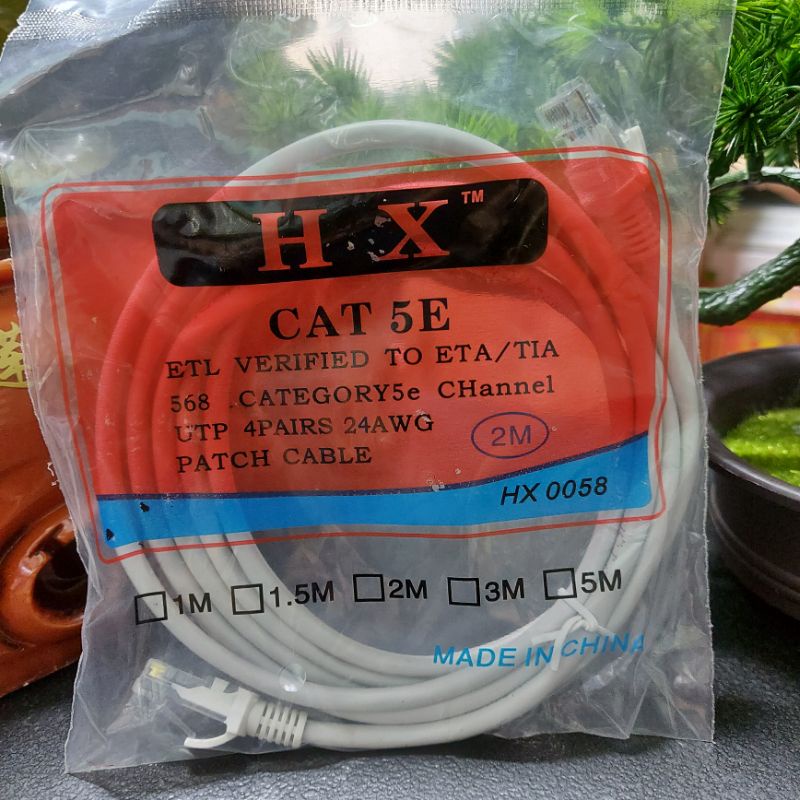 H X™
CAT 5E
ETL VERIFIED TO ETA/TIA
568 .CATEGORY5e CHannel
UTP 4PAIRS 24AWG
2M
PATCH CABLE
HX 0058
1M 1.5M 2M 3M 5M
MADE IN CHINA